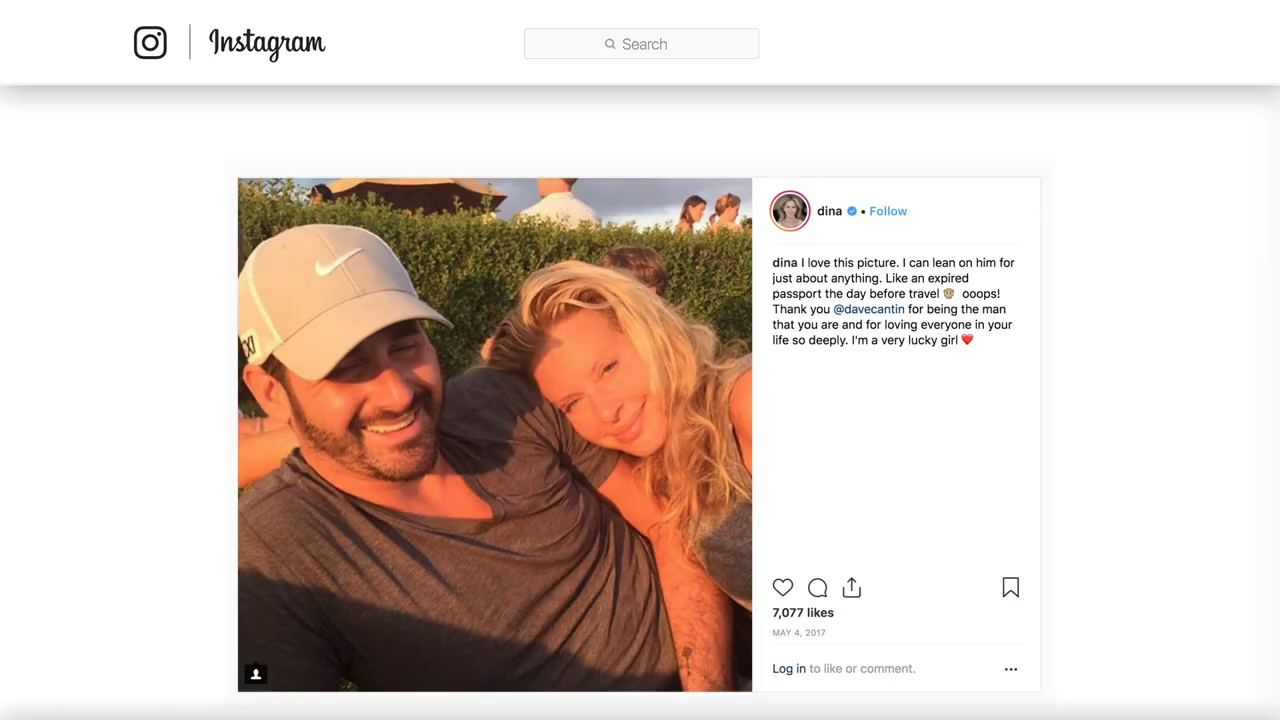 Instagram
Search
dina • Follow
dina I love this picture. I can lean on him for
just about anything. Like an expired
passport the day before travel 🙊 ooops!
Thank you @davecantin for being the man
that you are and for loving everyone in your
life so deeply. I'm a very lucky girl ❤️
7,077 likes
MAY 4, 2017
Log in to like or comment.